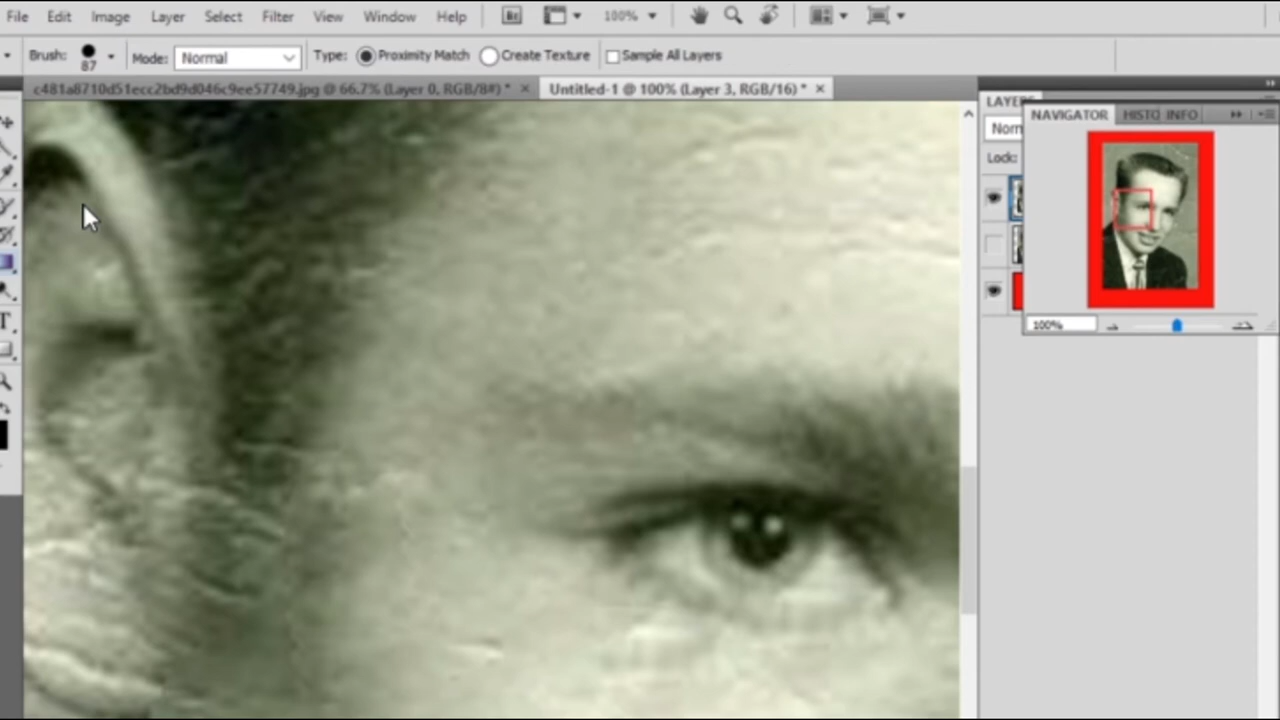 File Edit Image Layer Select Filter View Window Help Br 100%
Brush: 87 Mode: Normal Type: Proximity Match Create Texture Sample All Layers
c481a8710d51ecc2bd9d046c9ee57749.jpg @ 66.7% (Layer 0, RGB/8#) * × Untitled-1 @ 100% (Layer 3, RGB/16) * ×
LAYERS
NAVIGATOR HISTO INFO
Norn
Lock:
T
100%